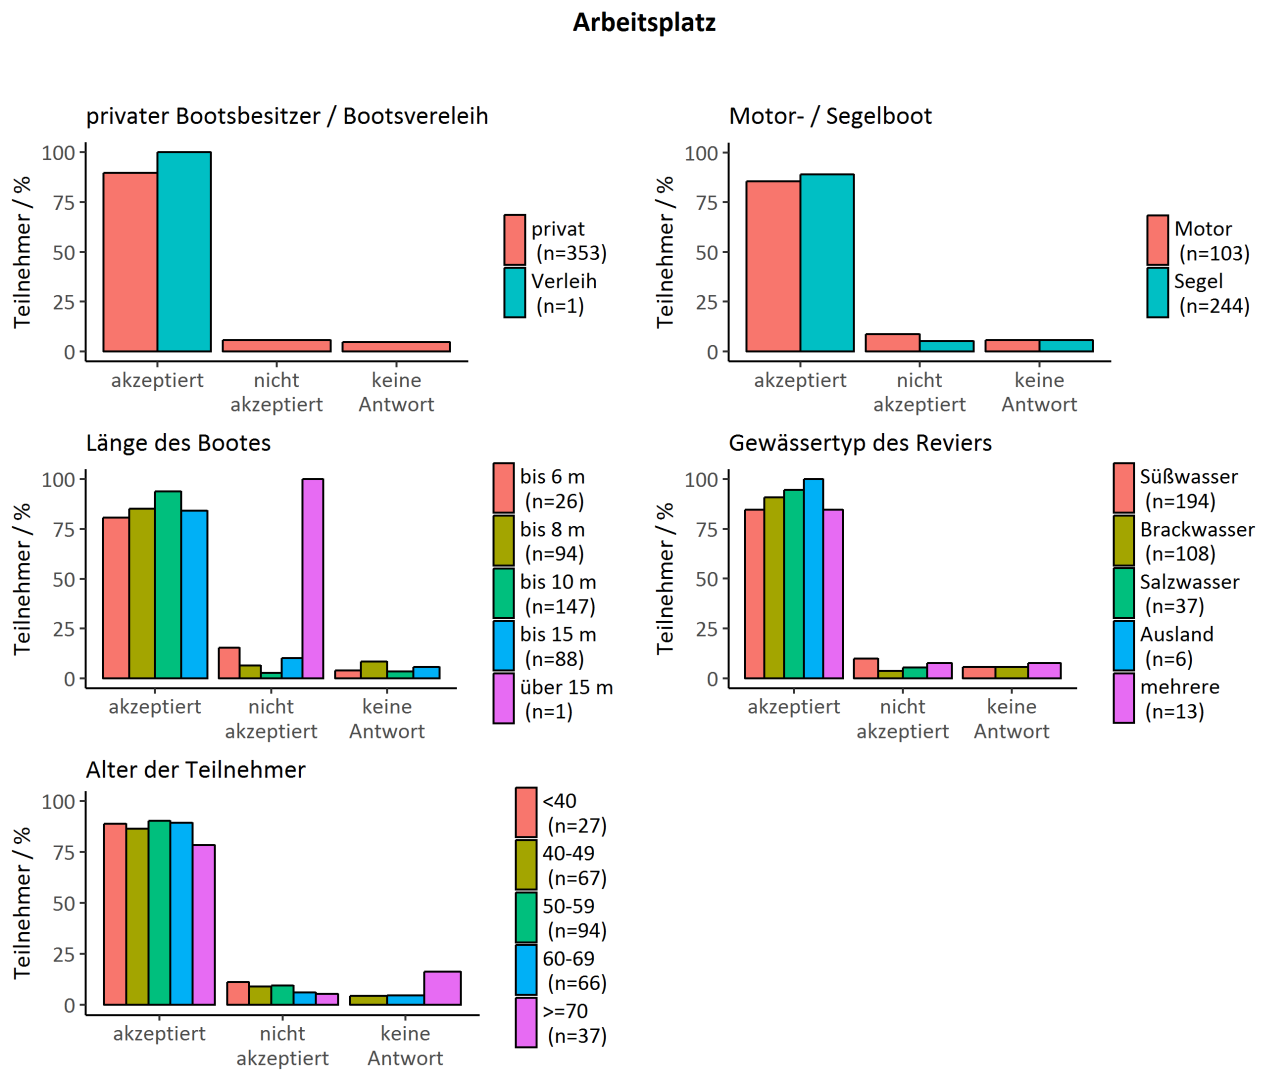 Arbeitsplatz
privater Bootsbesitzer / Bootsvereleih
Teilnehmer / %
100
75
50
25
0
akzeptiert
nicht
akzeptiert
keine
Antwort
privat
(n=353)
Verleih
(n=1)
Motor- / Segelboot
Teilnehmer / %
100
75
50
25
0
akzeptiert
nicht
akzeptiert
keine
Antwort
Motor
(n=103)
Segel
(n=244)
Länge des Bootes
Teilnehmer / %
100
75
50
25
0
akzeptiert
nicht
akzeptiert
keine
Antwort
bis 6 m
(n=26)
bis 8 m
(n=94)
bis 10 m
(n=147)
bis 15 m
(n=88)
über 15 m
(n=1)
Gewässertyp des Reviers
Teilnehmer / %
100
75
50
25
0
akzeptiert
nicht
akzeptiert
keine
Antwort
Süßwasser
(n=194)
Brackwasser
(n=108)
Salzwasser
(n=37)
Ausland
(n=6)
mehrere
(n=13)
Alter der Teilnehmer
Teilnehmer / %
100
75
50
25
0
akzeptiert
nicht
akzeptiert
keine
Antwort
<40
(n=27)
40-49
(n=67)
50-59
(n=94)
60-69
(n=66)
>=70
(n=37)